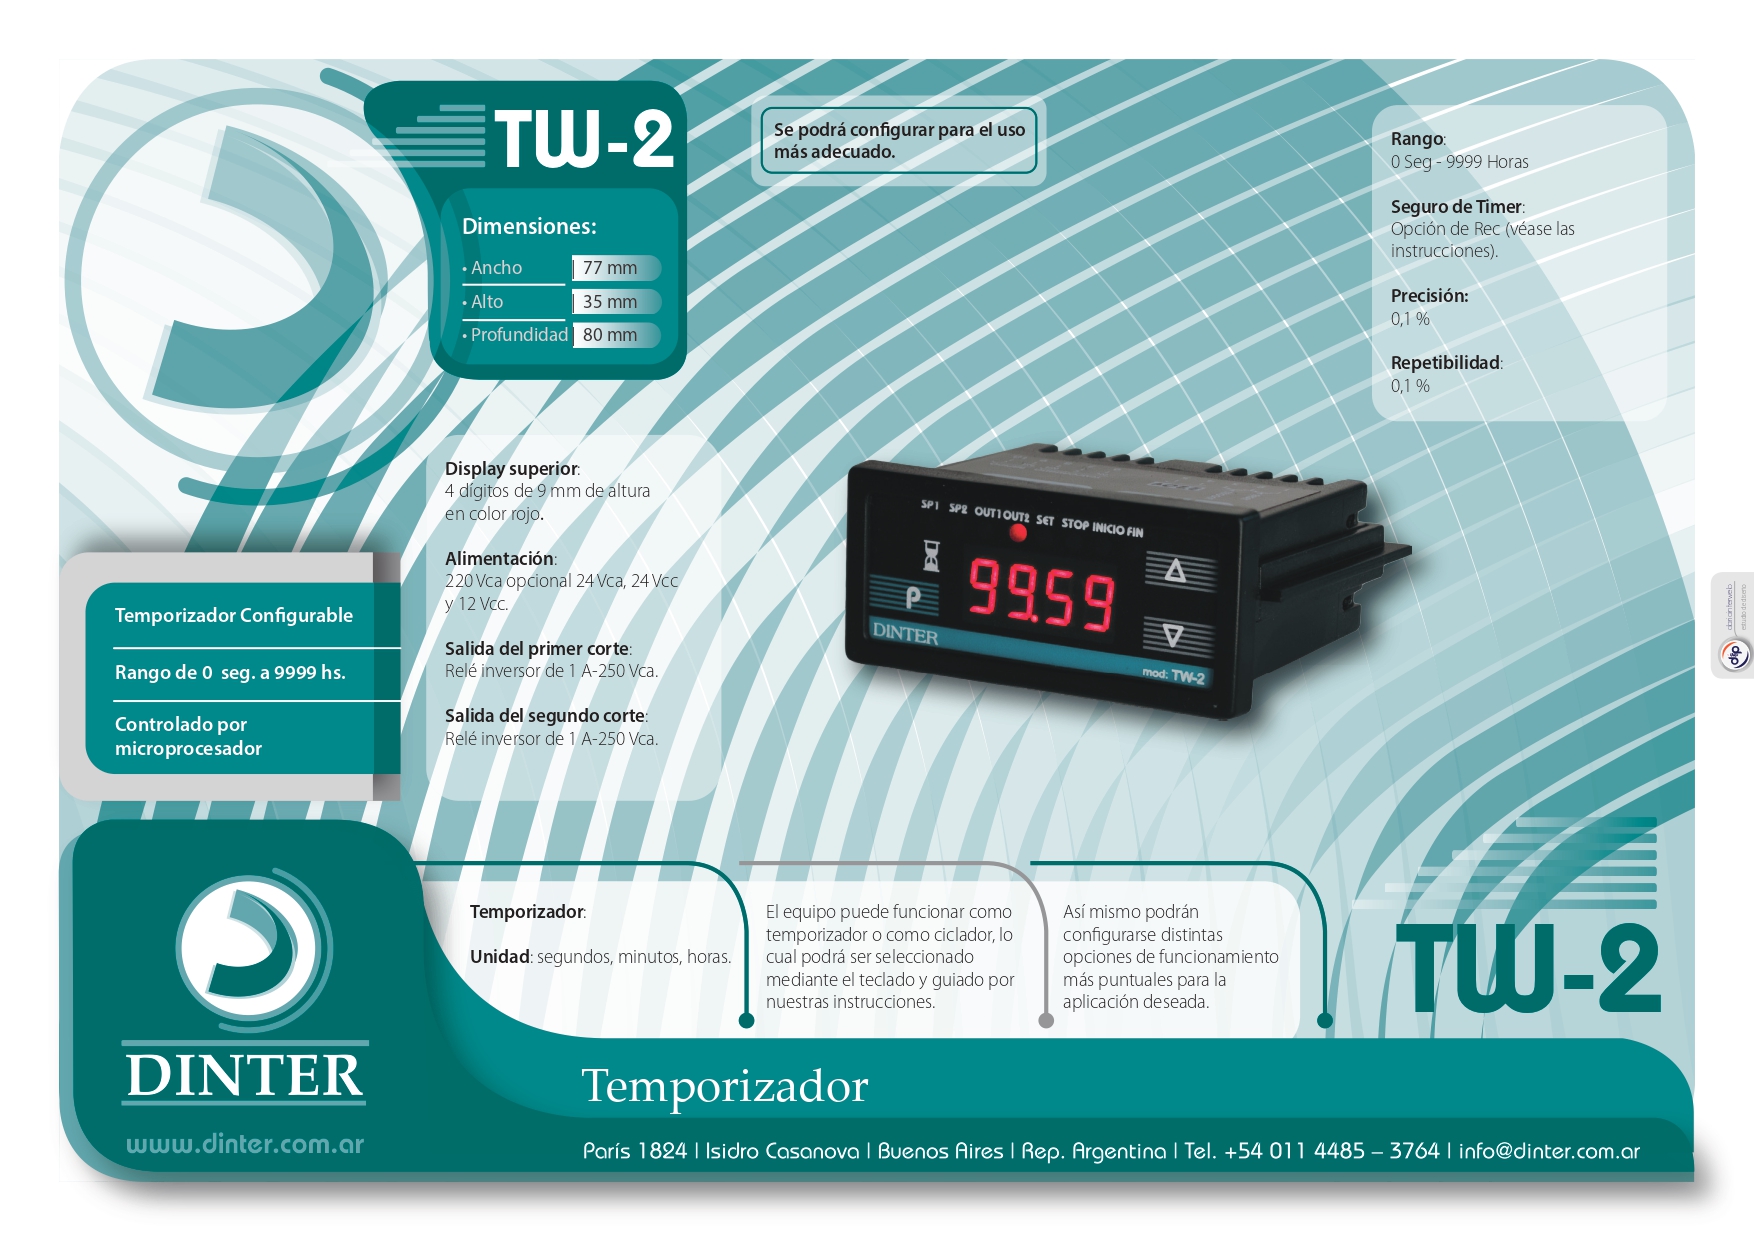 TW-2
Dimensiones:
• Ancho 77 mm
• Alto 35 mm
• Profundidad 80 mm
Se podrá configurar para el uso
más adecuado.
Rango:
0 Seg - 9999 Horas
Seguro de Timer:
Opción de Rec (véase las
instrucciones).
Precisión:
0,1 %
Repetibilidad:
0,1 %
Display superior:
4 dígitos de 9 mm de altura
en color rojo.
Alimentación:
220 Vca opcional 24 Vca, 24 Vcc
y 12 Vcc.
Salida del primer corte:
Relé inversor de 1 A-250 Vca.
Salida del segundo corte:
Relé inversor de 1 A-250 Vca.
SP1 SP2 OUT1 OUT2 SET STOP INICIO FIN
99.59
P
DINTER
mod: TW-2
Temporizador Configurable
Rango de 0 seg. a 9999 hs.
Controlado por
microprocesador
Temporizador:
Unidad: segundos, minutos, horas.
El equipo puede funcionar como
temporizador o como ciclador, lo
cual podrá ser seleccionado
mediante el teclado y guiado por
nuestras instrucciones.
Así mismo podrán
configurarse distintas
opciones de funcionamiento
más puntuales para la
aplicación deseada.
TW-2
DINTER
www.dinter.com.ar
Temporizador
París 1824 | Isidro Casanova | Buenos Aires | Rep. Argentina | Tel. +54 011 4485 – 3764 | info@dinter.com.ar